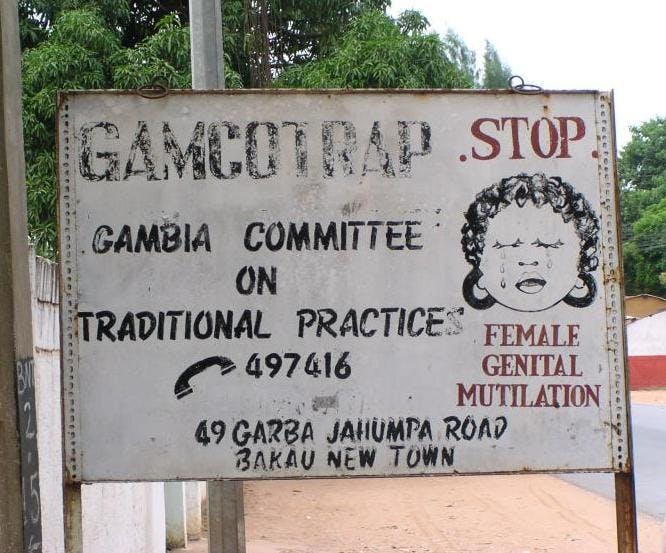 GAMCOTRAP
.STOP.
GAMBIA COMMITTEE
ON
TRADITIONAL PRACTICES
497416
FEMALE
GENITAL
MUTILATION
49 GARBA JAHUMPA ROAD
BAKAU NEW TOWN